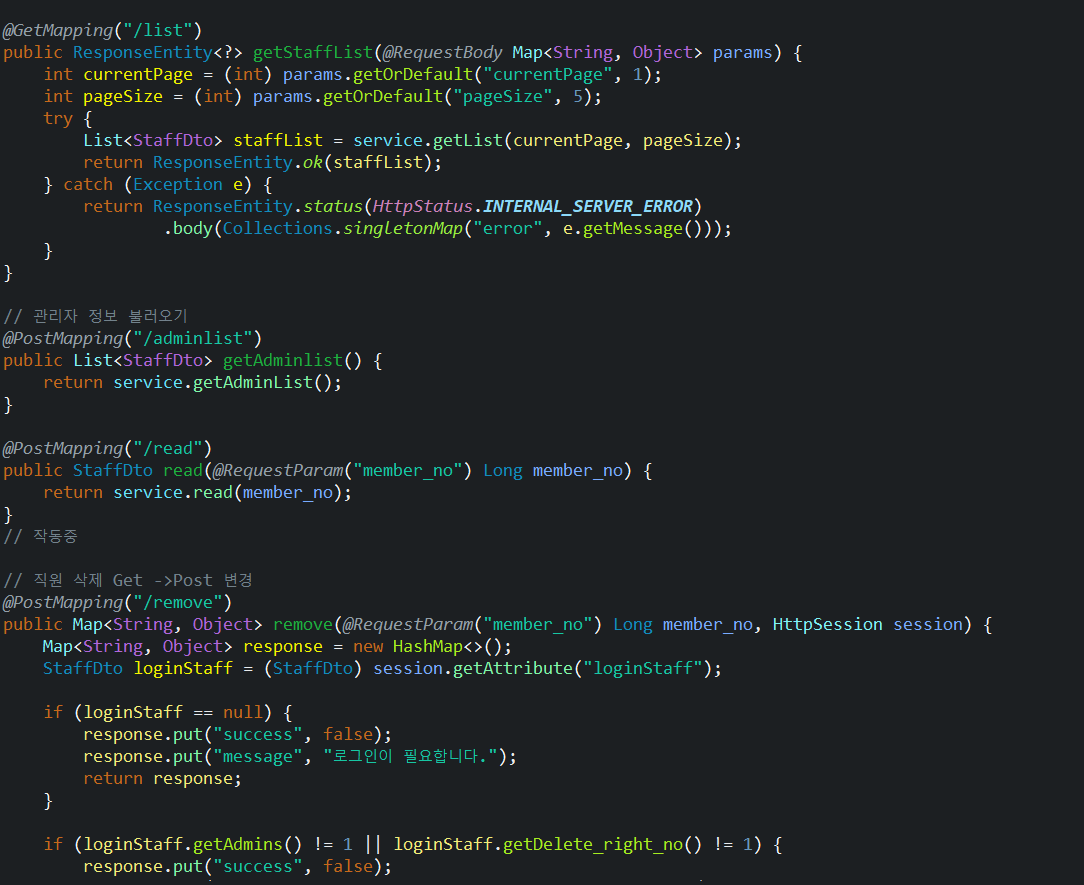 @GetMapping("/list")
public ResponseEntity<?> getStaffList(@RequestBody Map<String, Object> params) {
    int currentPage = (int) params.getOrDefault("currentPage", 1);
    int pageSize = (int) params.getOrDefault("pageSize", 5);
    try {
        List<StaffDto> staffList = service.getList(currentPage, pageSize);
        return ResponseEntity.ok(staffList);
    } catch (Exception e) {
        return ResponseEntity.status(HttpStatus.INTERNAL_SERVER_ERROR)
                .body(Collections.singletonMap("error", e.getMessage()));
    }
}

// 관리자 정보 불러오기
@PostMapping("/adminlist")
public List<StaffDto> getAdminlist() {
    return service.getAdminList();
}

@PostMapping("/read")
public StaffDto read(@RequestParam("member_no") Long member_no) {
    return service.read(member_no);
}
// 작동중

// 직원 삭제 Get ->Post 변경
@PostMapping("/remove")
public Map<String, Object> remove(@RequestParam("member_no") Long member_no, HttpSession session) {
    Map<String, Object> response = new HashMap<>();
    StaffDto loginStaff = (StaffDto) session.getAttribute("loginStaff");

    if (loginStaff == null) {
        response.put("success", false);
        response.put("message", "로그인이 필요합니다.");
        return response;
    }

    if (loginStaff.getAdmins() != 1 || loginStaff.getDelete_right_no() != 1) {
        response.put("success", false);